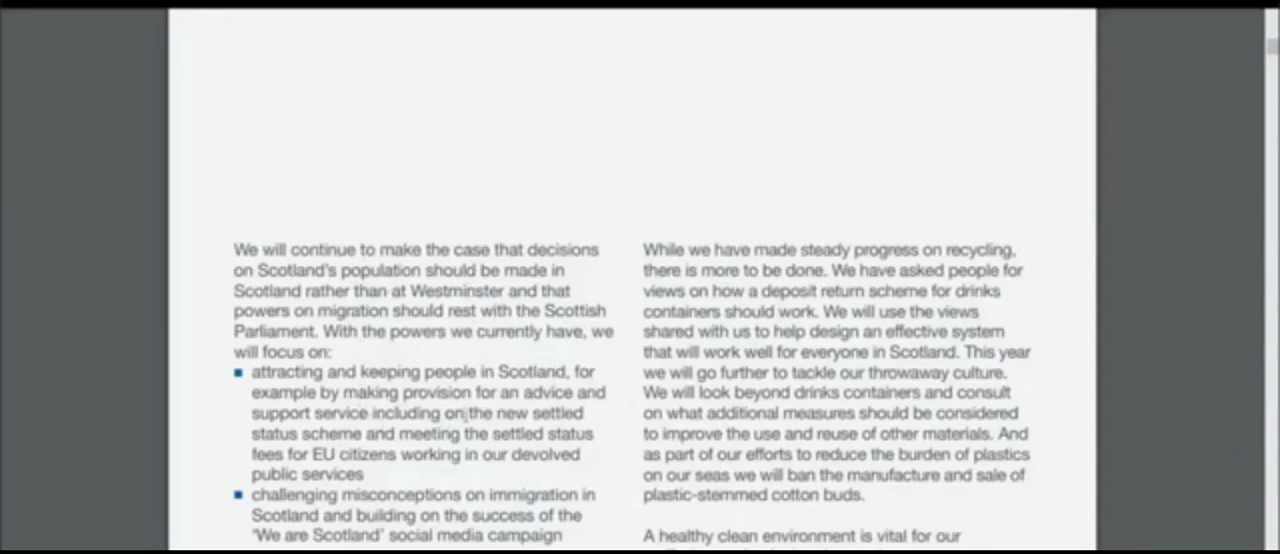 We will continue to make the case that decisions
on Scotland's population should be made in
Scotland rather than at Westminster and that
powers on migration should rest with the Scottish
Parliament. With the powers we currently have, we
will focus on:
attracting and keeping people in Scotland, for
example by making provision for an advice and
support service including on the new settled
status scheme and meeting the settled status
fees for EU citizens working in our devolved
public services
challenging misconceptions on immigration in
Scotland and building on the success of the
'We are Scotland' social media campaign
While we have made steady progress on recycling,
there is more to be done. We have asked people for
views on how a deposit return scheme for drinks
containers should work. We will use the views
shared with us to help design an effective system
that will work well for everyone in Scotland. This year
we will go further to tackle our throwaway culture.
We will look beyond drinks containers and consult
on what additional measures should be considered
to improve the use and reuse of other materials. And
as part of our efforts to reduce the burden of plastics
on our seas we will ban the manufacture and sale of
plastic-stemmed cotton buds.
A healthy clean environment is vital for our